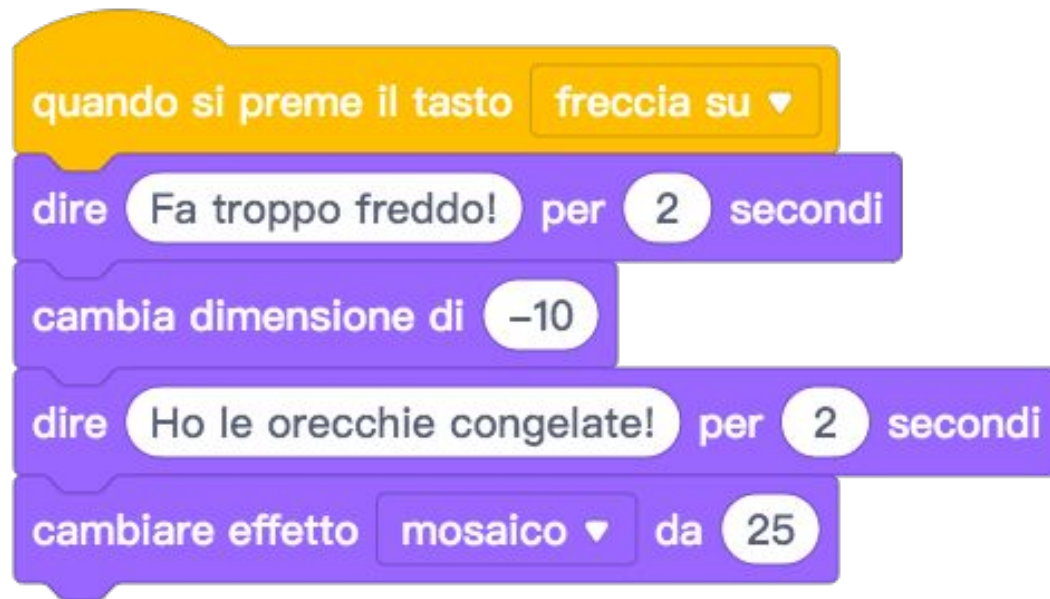 quando si preme il tasto freccia su
dire Fa troppo freddo! per 2 secondi
cambia dimensione di –10
dire Ho le orecchie congelate! per 2 secondi
cambiare effetto mosaico da 25